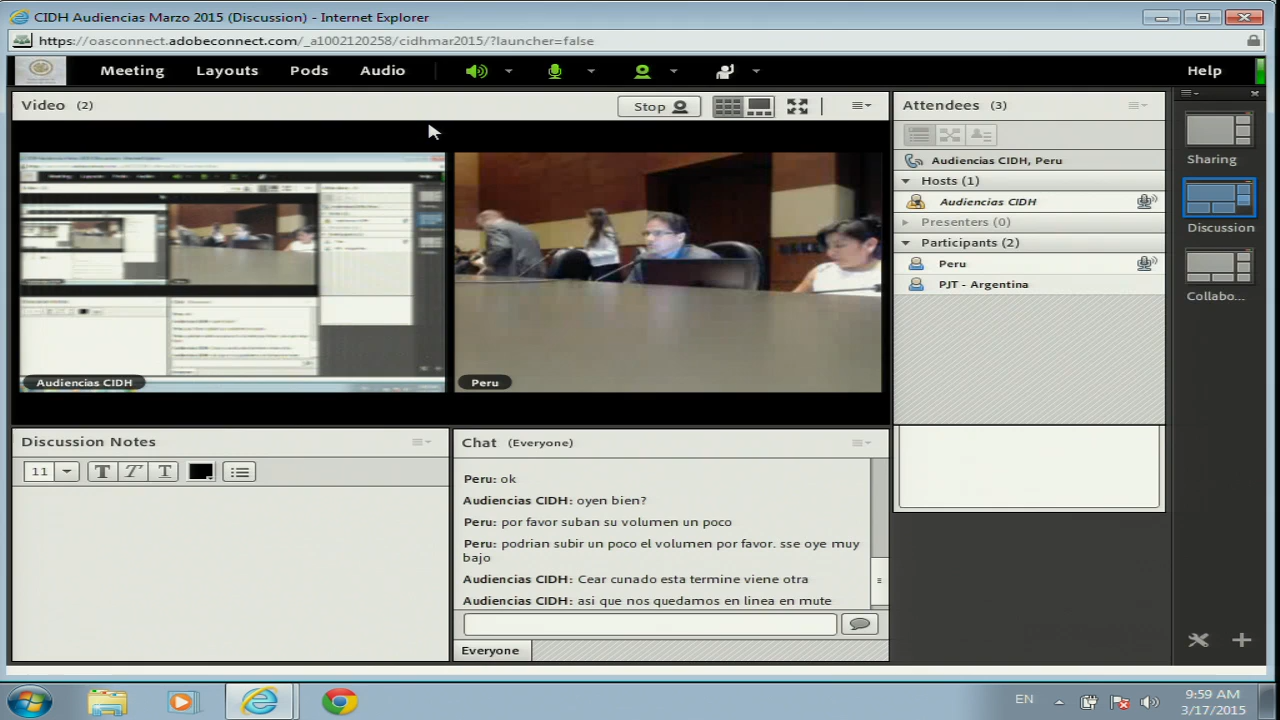 CIDH Audiencias Marzo 2015 (Discussion) - Internet Explorer
https://oasconnect.adobeconnect.com/_a1002120258/cidhmar2015/?launcher=false
Meeting Layouts Pods Audio Help
Video (2) Stop
Attendees (3)
Audiencias CIDH, Peru
Hosts (1)
Audiencias CIDH
Presenters (0)
Participants (2)
Peru
PJT - Argentina
Sharing
Discussion
Collabo...
Audiencias CIDH
Peru
Discussion Notes
11 T T T
Chat (Everyone)
Peru: ok
Audiencias CIDH: oyen bien?
Peru: por favor suban su volumen un poco
Peru: podrian subir un poco el volumen por favor. sse oye muy
bajo
Audiencias CIDH: Cear cunado esta termine viene otra
Audiencias CIDH: asi que nos quedamos en linea en mute
Everyone
EN
9:59 AM
3/17/2015